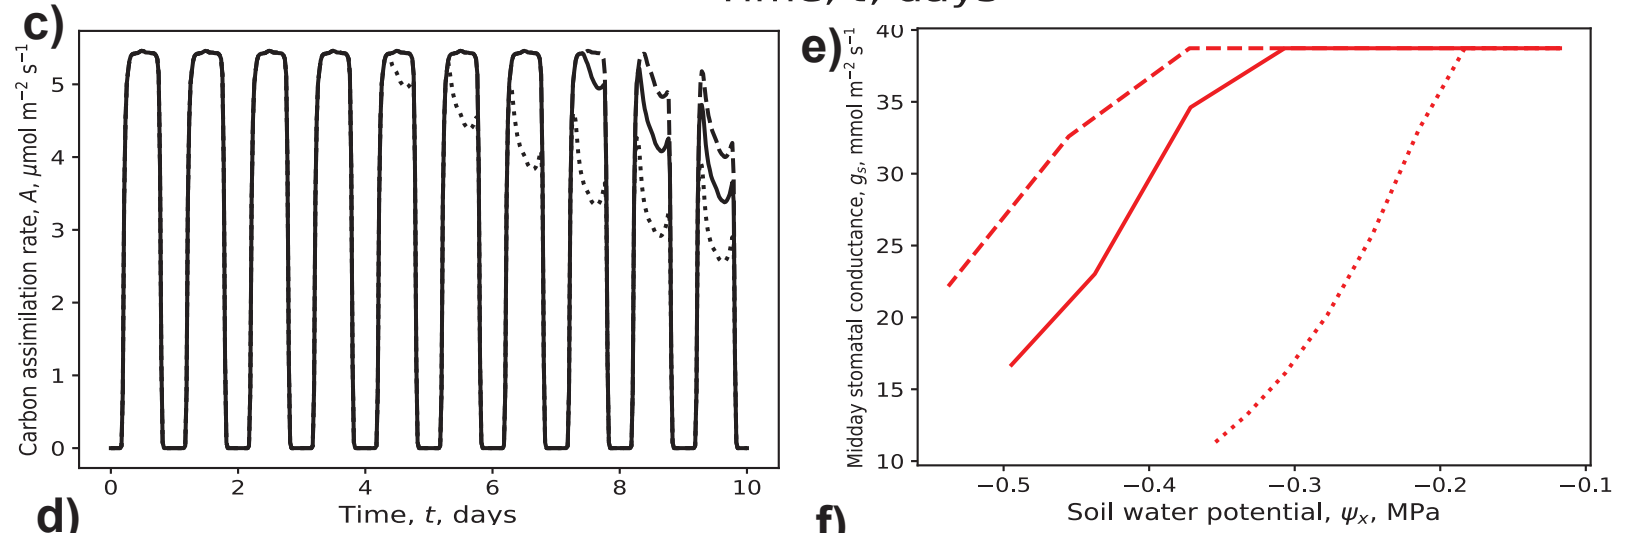 Time, t, days
c)
Carbon assimilation rate, A, μmol m⁻² s⁻¹
5
4
3
2
1
0
0 2 4 6 8 10
Time, t, days
d)
e)
Midday stomatal conductance, gₛ, mmol m⁻² s⁻¹
40
35
30
25
20
15
10
−0.5 −0.4 −0.3 −0.2 −0.1
Soil water potential, ψₓ, MPa
f)